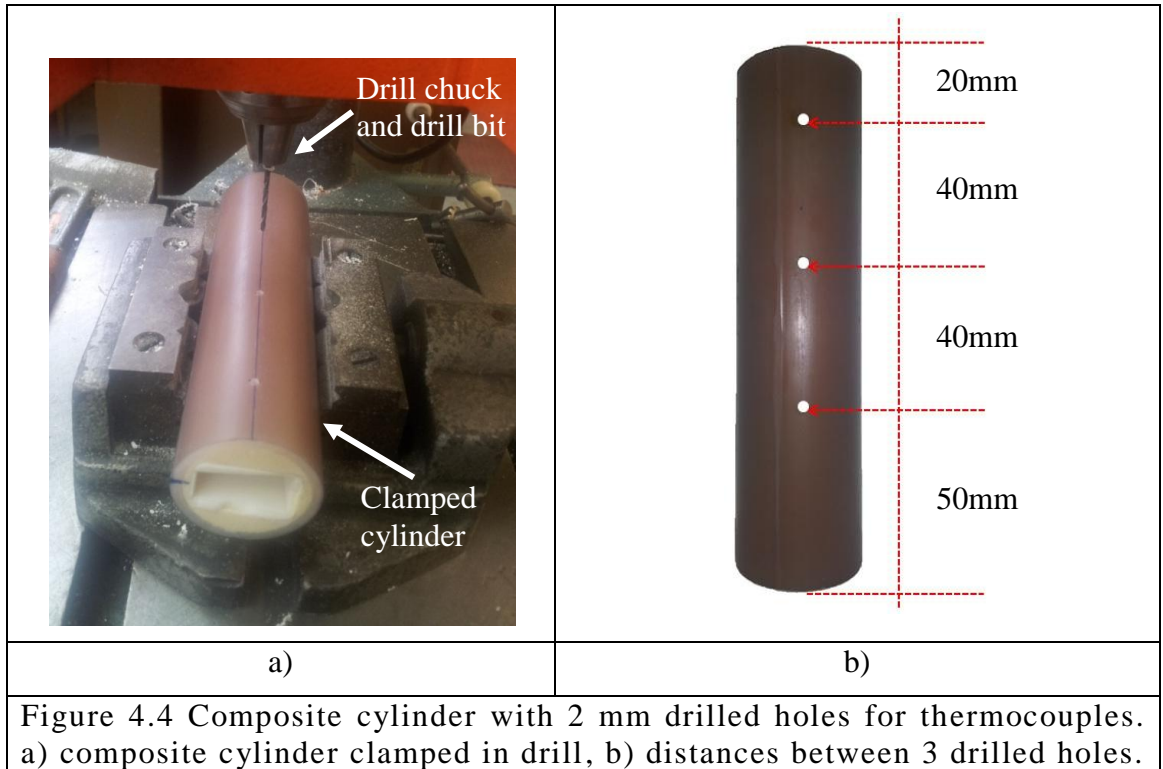 Drill chuck
and drill bit
Clamped
cylinder
20mm
40mm
40mm
50mm
a)
b)
Figure 4.4 Composite cylinder with 2 mm drilled holes for thermocouples.
a) composite cylinder clamped in drill, b) distances between 3 drilled holes.